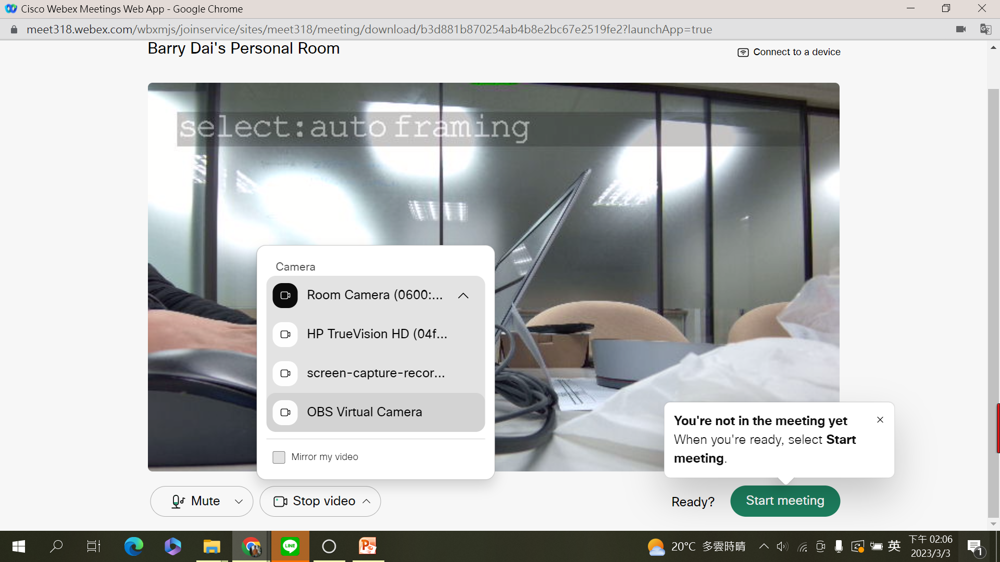 Cisco Webex Meetings Web App - Google Chrome
meet318.webex.com/wbxmjs/joinservice/sites/meet318/meeting/download/b3d881b870254ab4b8e2bc67e2519fe2?launchApp=true
Barry Dai's Personal Room
Connect to a device
select:auto framing
Camera
Room Camera (0600:...
HP TrueVision HD (04f...
screen-capture-recor...
OBS Virtual Camera
Mirror my video
You're not in the meeting yet
When you're ready, select Start
meeting.
Mute
Stop video
Ready?
Start meeting
LINE
20°C 多雲時晴
英
下午 02:06
2023/3/3
1